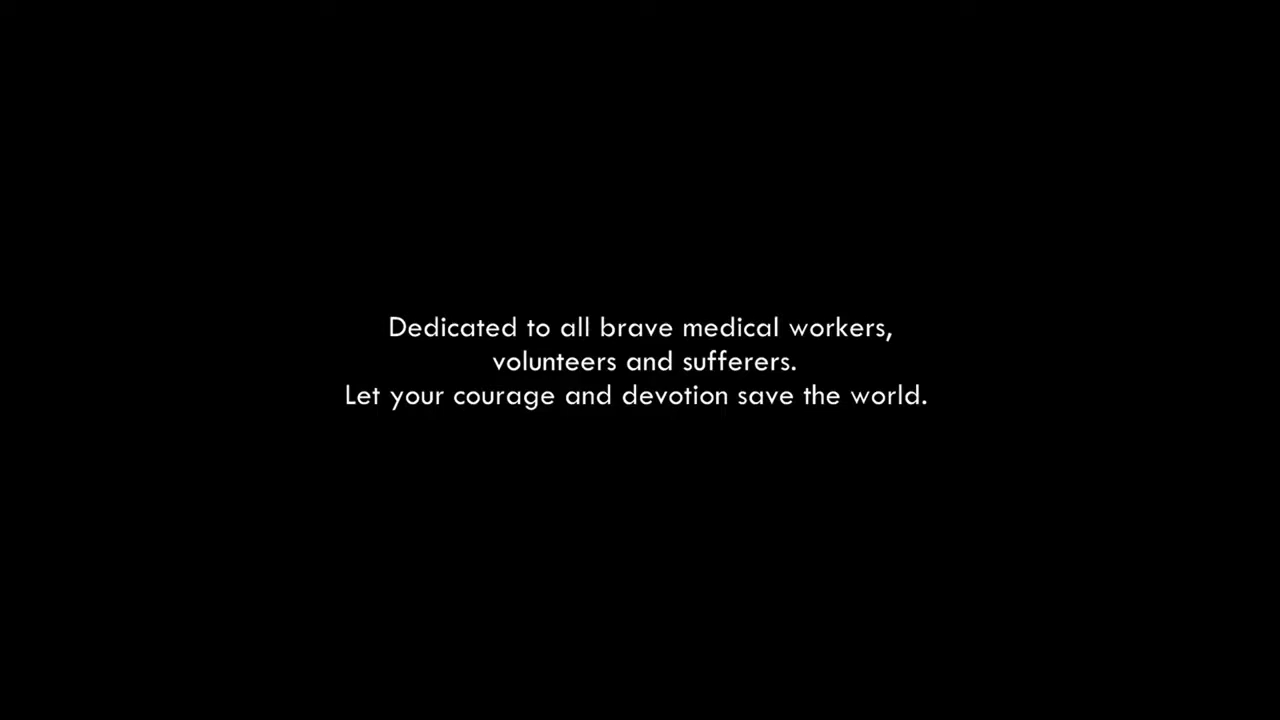 Dedicated to all brave medical workers,
volunteers and sufferers.
Let your courage and devotion save the world.